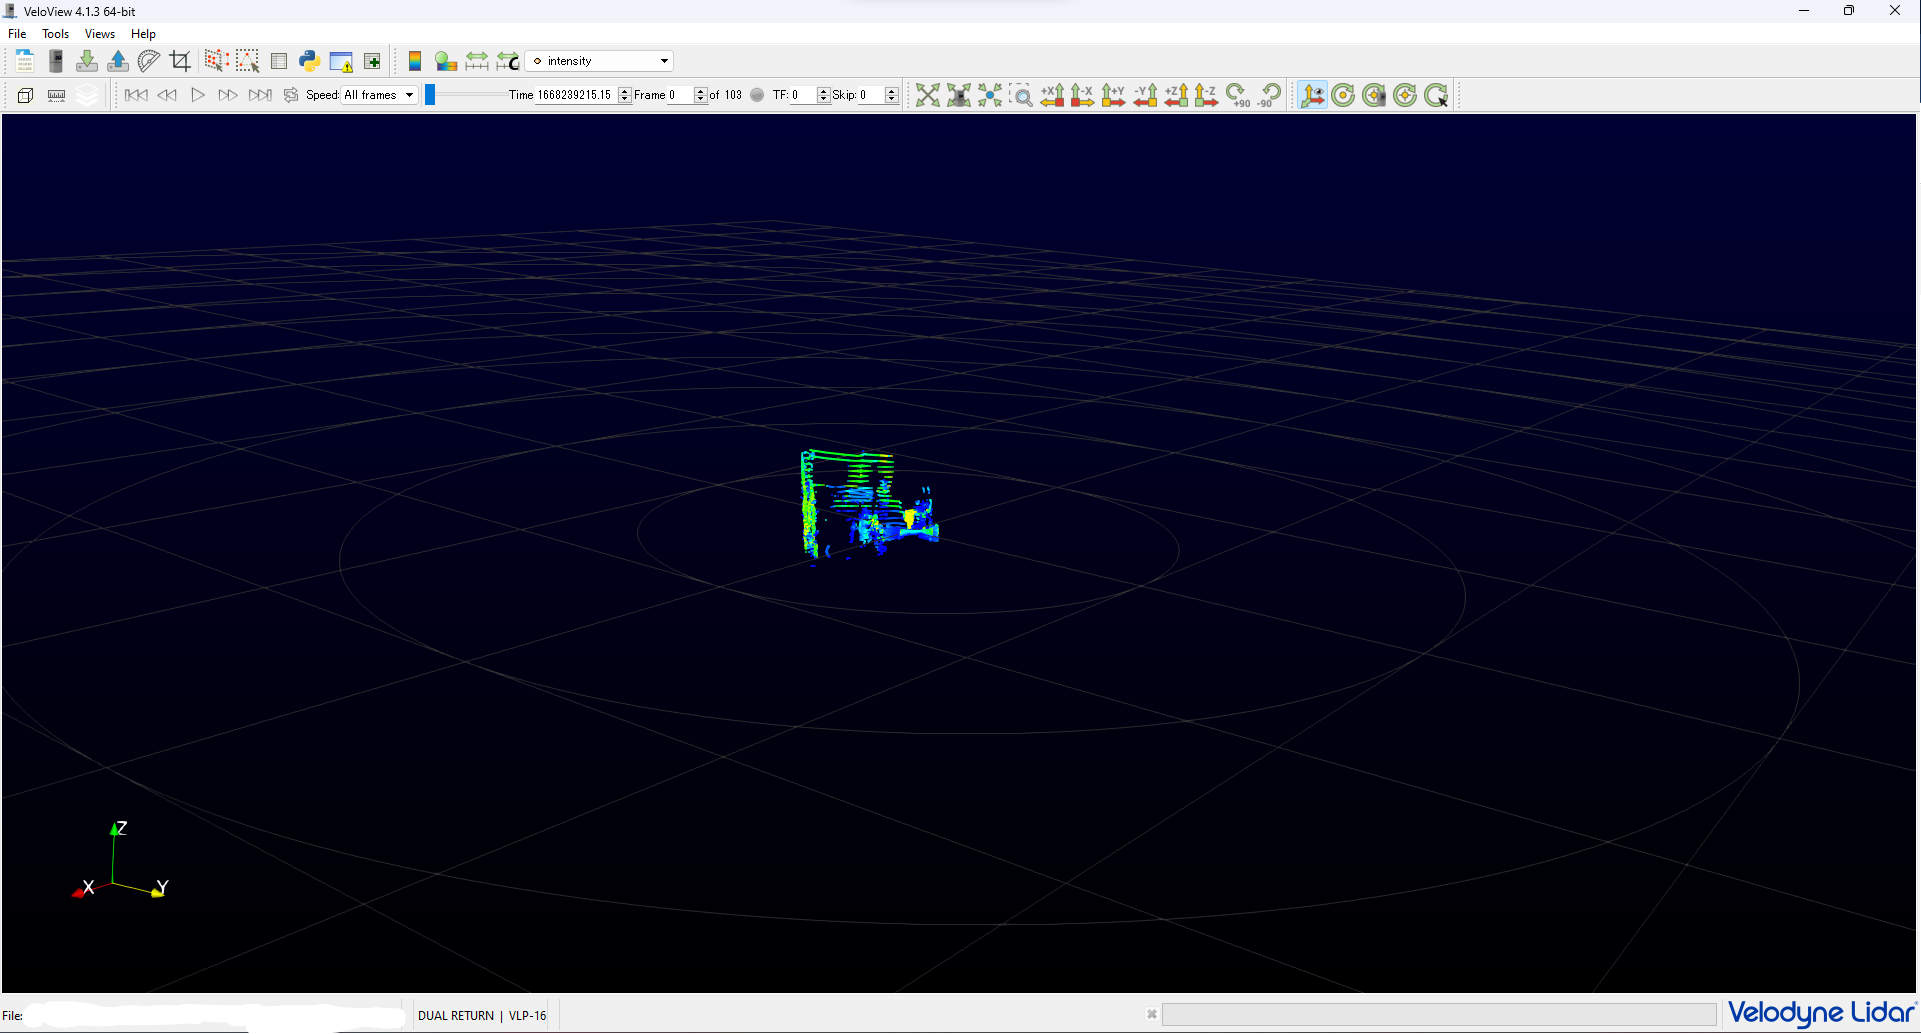 VeloView 4.1.3 64-bit
File Tools Views Help
intensity
Speed: All frames Time 1668239215.15 Frame 0 of 103 TF: 0 Skip: 0 +X -X +Y -Y +Z -Z +90 -90
Z
X Y
File: DUAL RETURN | VLP-16 Velodyne Lidar